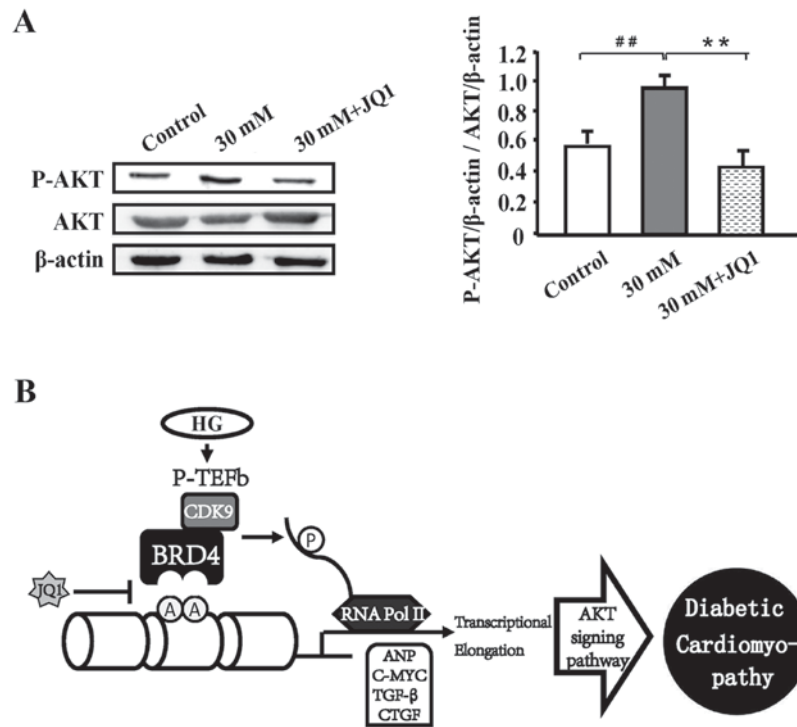 A
Control
30 mM
30 mM+JQ1
P-AKT
AKT
β-actin
P-AKT/β-actin / AKT/β-actin
1.2
1.0
0.8
0.6
0.4
0.2
0
##
**
Control
30 mM
30 mM+JQ1
B
HG
P-TEFb
CDK9
BRD4
JQ1
A A
P
RNA Pol II
ANP
C-MYC
TGF-β
CTGF
Transcriptional
Elongation
AKT
signing
pathway
Diabetic
Cardiomyo-
pathy